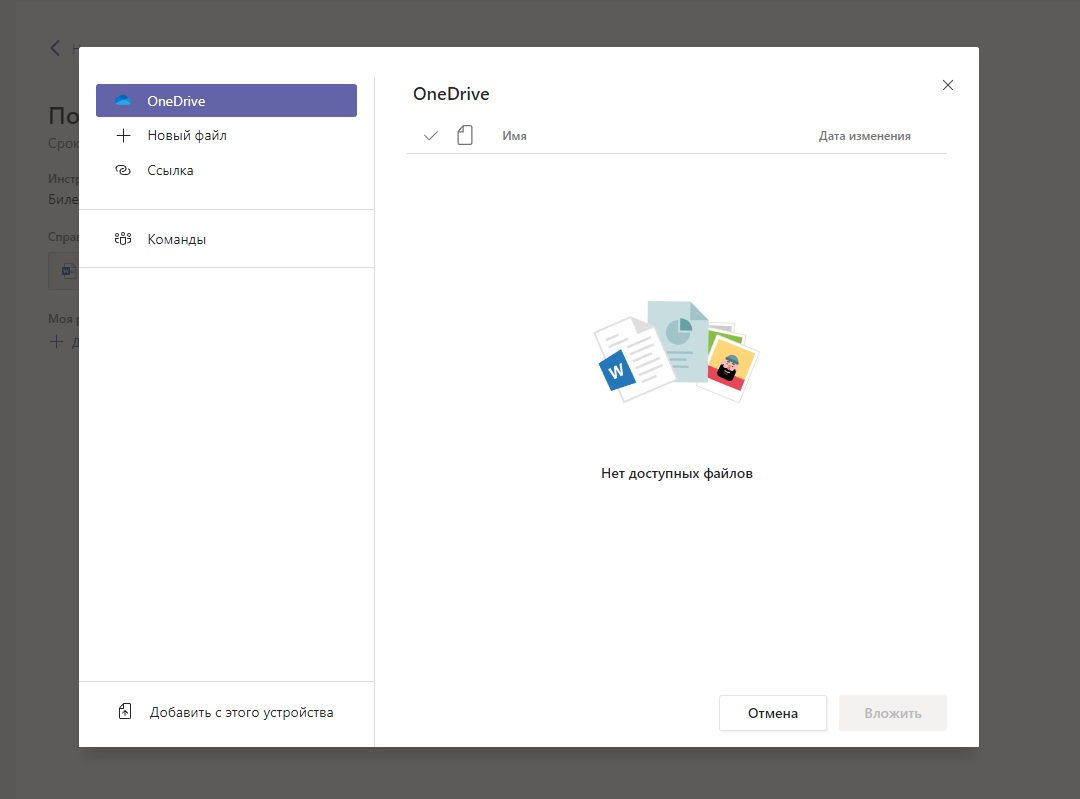 OneDrive
Новый файл
Ссылка
Команды
Добавить с этого устройства
OneDrive
Имя
Дата изменения
W
Нет доступных файлов
Отмена
Вложить